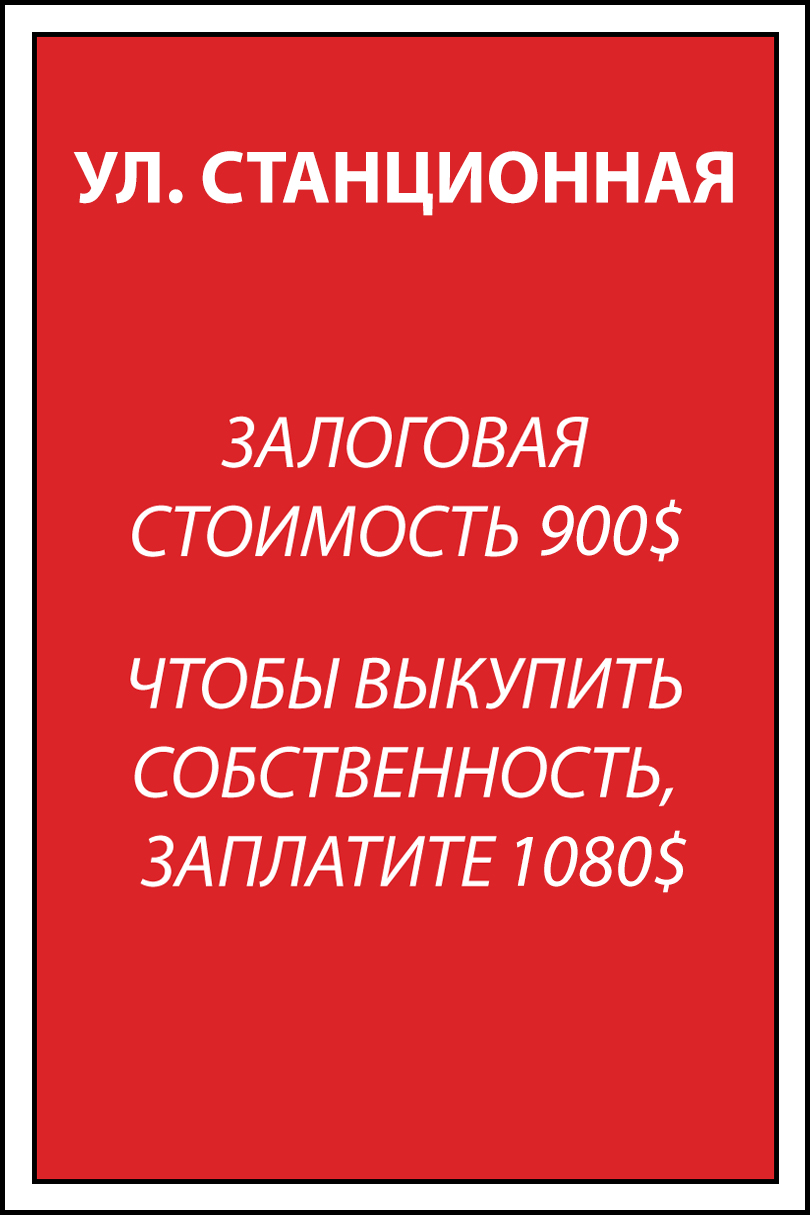 УЛ. СТАНЦИОННАЯ
ЗАЛОГОВАЯ
СТОИМОСТЬ 900$
ЧТОБЫ ВЫКУПИТЬ
СОБСТВЕННОСТЬ,
ЗАПЛАТИТЕ 1080$